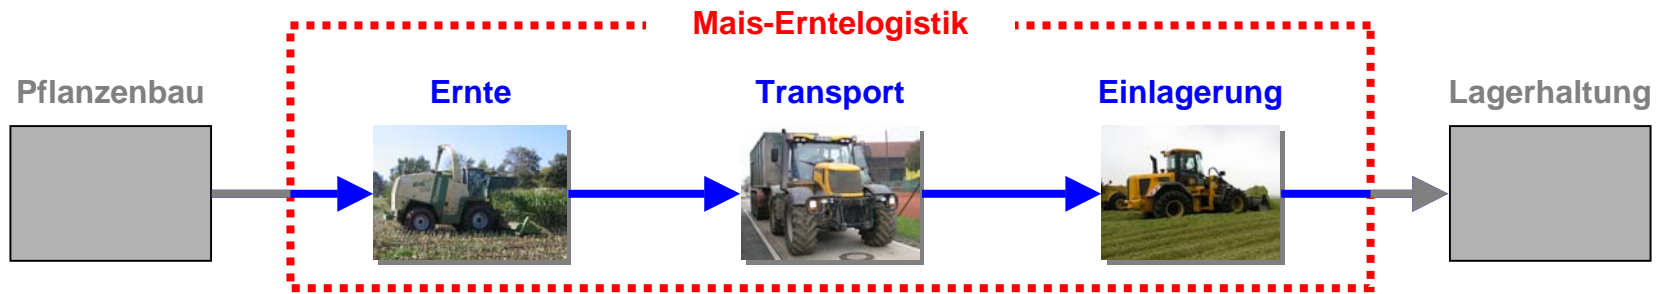 Mais-Erntelogistik
Pflanzenbau
Ernte
Transport
Einlagerung
Lagerhaltung